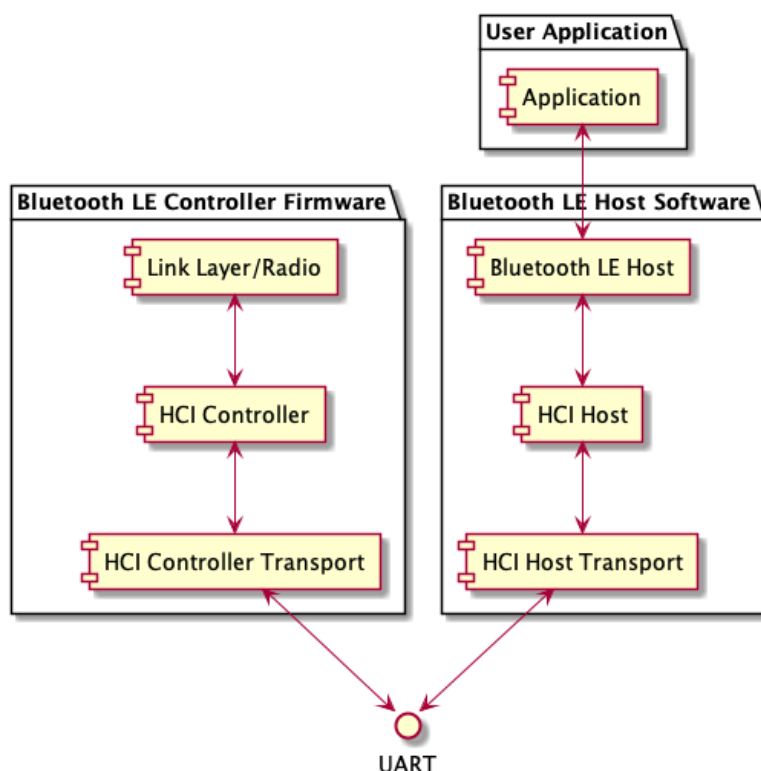 User Application
Application
Bluetooth LE Controller Firmware
Bluetooth LE Host Software
Link Layer/Radio
Bluetooth LE Host
HCI Controller
HCI Host
HCI Controller Transport
HCI Host Transport
UART